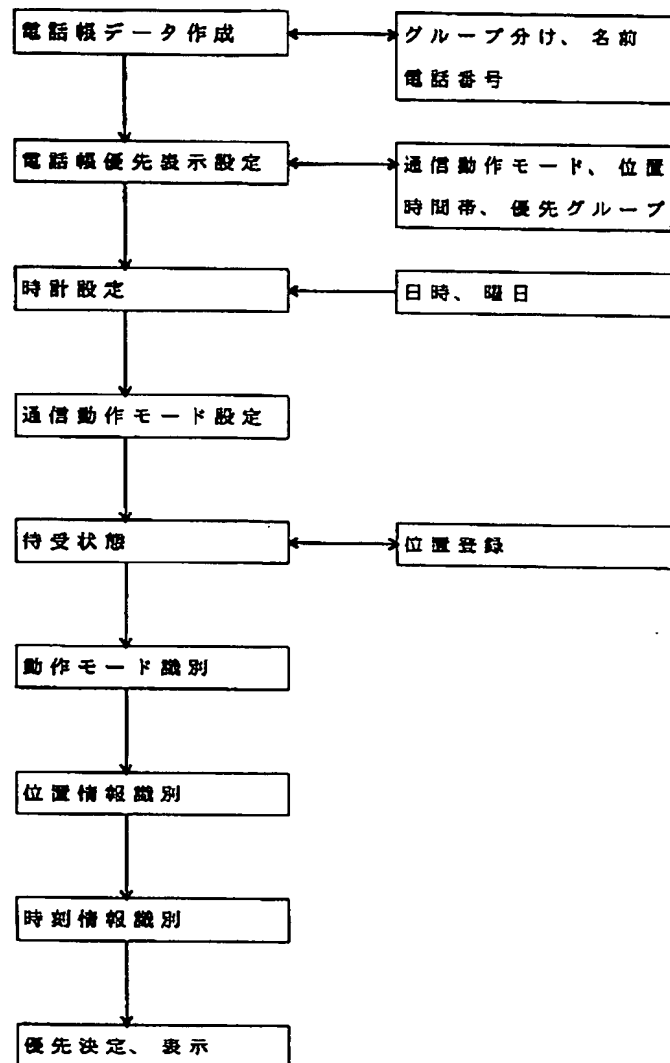 電話帳データ作成
グループ分け、名前
電話番号
電話帳優先表示設定
通信動作モード、位置
時間帯、優先グループ
時計設定
日時、曜日
通信動作モード設定
待受状態
位置登録
動作モード識別
位置情報識別
時刻情報識別
優先決定、表示